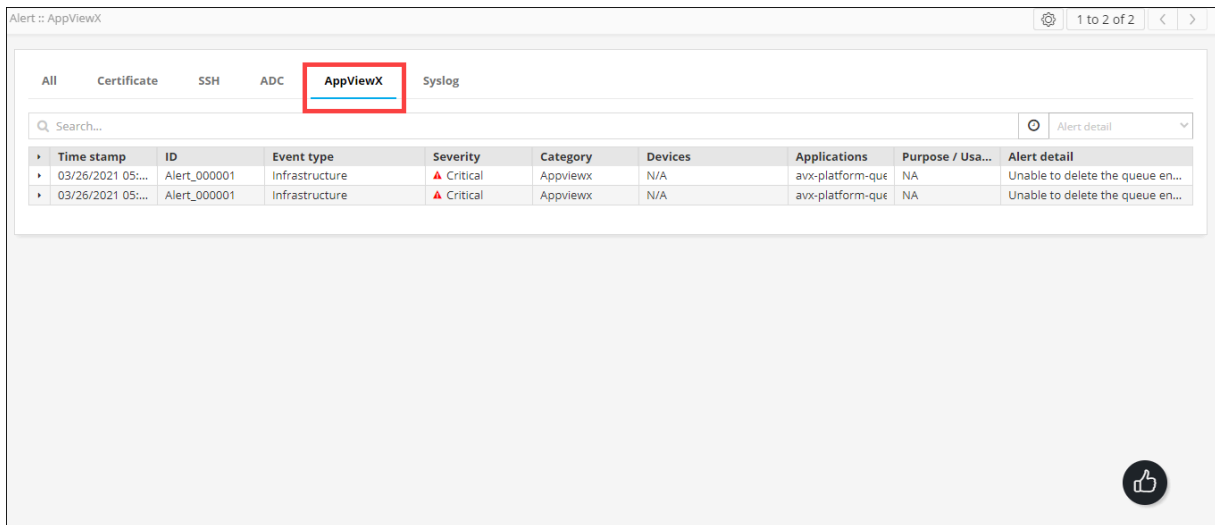 Alert :: AppViewX
1 to 2 of 2
All Certificate SSH ADC AppViewX Syslog
Search... Alert detail
Time stamp ID Event type Severity Category Devices Applications Purpose / Usa... Alert detail
03/26/2021 05:... Alert_000001 Infrastructure Critical Appviewx N/A avx-platform-que NA Unable to delete the queue en...
03/26/2021 05:... Alert_000001 Infrastructure Critical Appviewx N/A avx-platform-que NA Unable to delete the queue en...